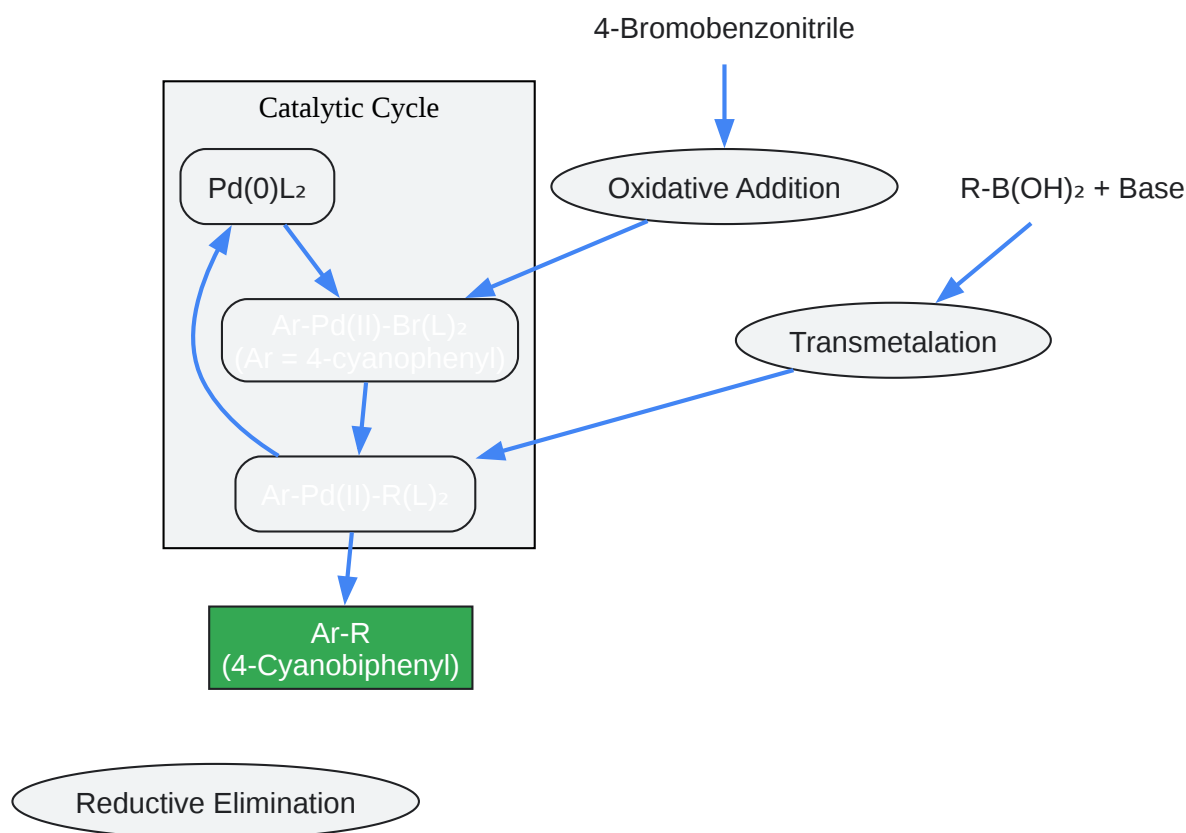 4-Bromobenzonitrile
Catalytic Cycle
Pd(0)L₂
Oxidative Addition
R-B(OH)₂ + Base
Ar-Pd(II)-Br(L)₂
(Ar = 4-cyanophenyl)
Transmetalation
Ar-Pd(II)-R(L)₂
Ar-R
(4-Cyanobiphenyl)
Reductive Elimination